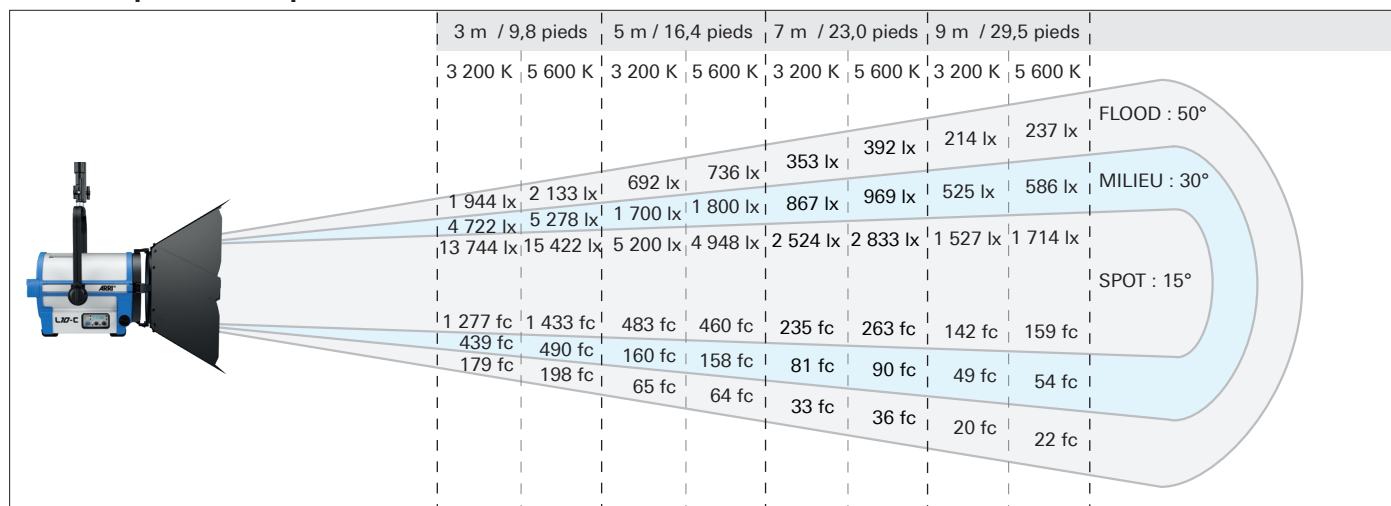 3 m / 9,8 pieds 5 m / 16,4 pieds 7 m / 23,0 pieds 9 m / 29,5 pieds
3 200 K 5 600 K 3 200 K 5 600 K 3 200 K 5 600 K 3 200 K 5 600 K
1 944 lx 2 133 lx 692 lx 736 lx 353 lx 392 lx 214 lx 237 lx FLOOD : 50°
4 722 lx 5 278 lx 1 700 lx 1 800 lx 867 lx 969 lx 525 lx 586 lx MILIEU : 30°
13 744 lx 15 422 lx 5 200 lx 4 948 lx 2 524 lx 2 833 lx 1 527 lx 1 714 lx
SPOT : 15°
ARRI
L10-C
1 277 fc 1 433 fc 483 fc 460 fc 235 fc 263 fc 142 fc 159 fc
439 fc 490 fc 160 fc 158 fc 81 fc 90 fc 49 fc 54 fc
179 fc 198 fc 65 fc 64 fc 33 fc 36 fc 20 fc 22 fc